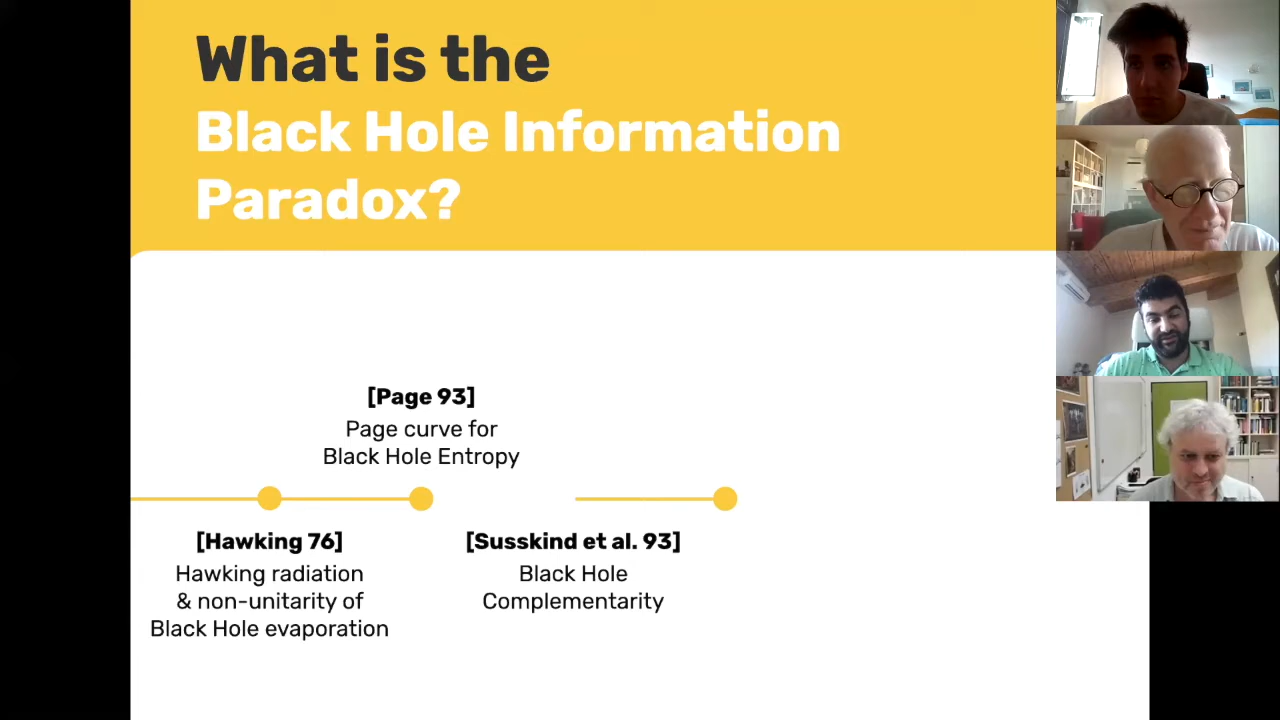 What is the
Black Hole Information
Paradox?
[Page 93]
Page curve for
Black Hole Entropy
[Hawking 76]
Hawking radiation
& non-unitarity of
Black Hole evaporation
[Susskind et al. 93]
Black Hole
Complementarity